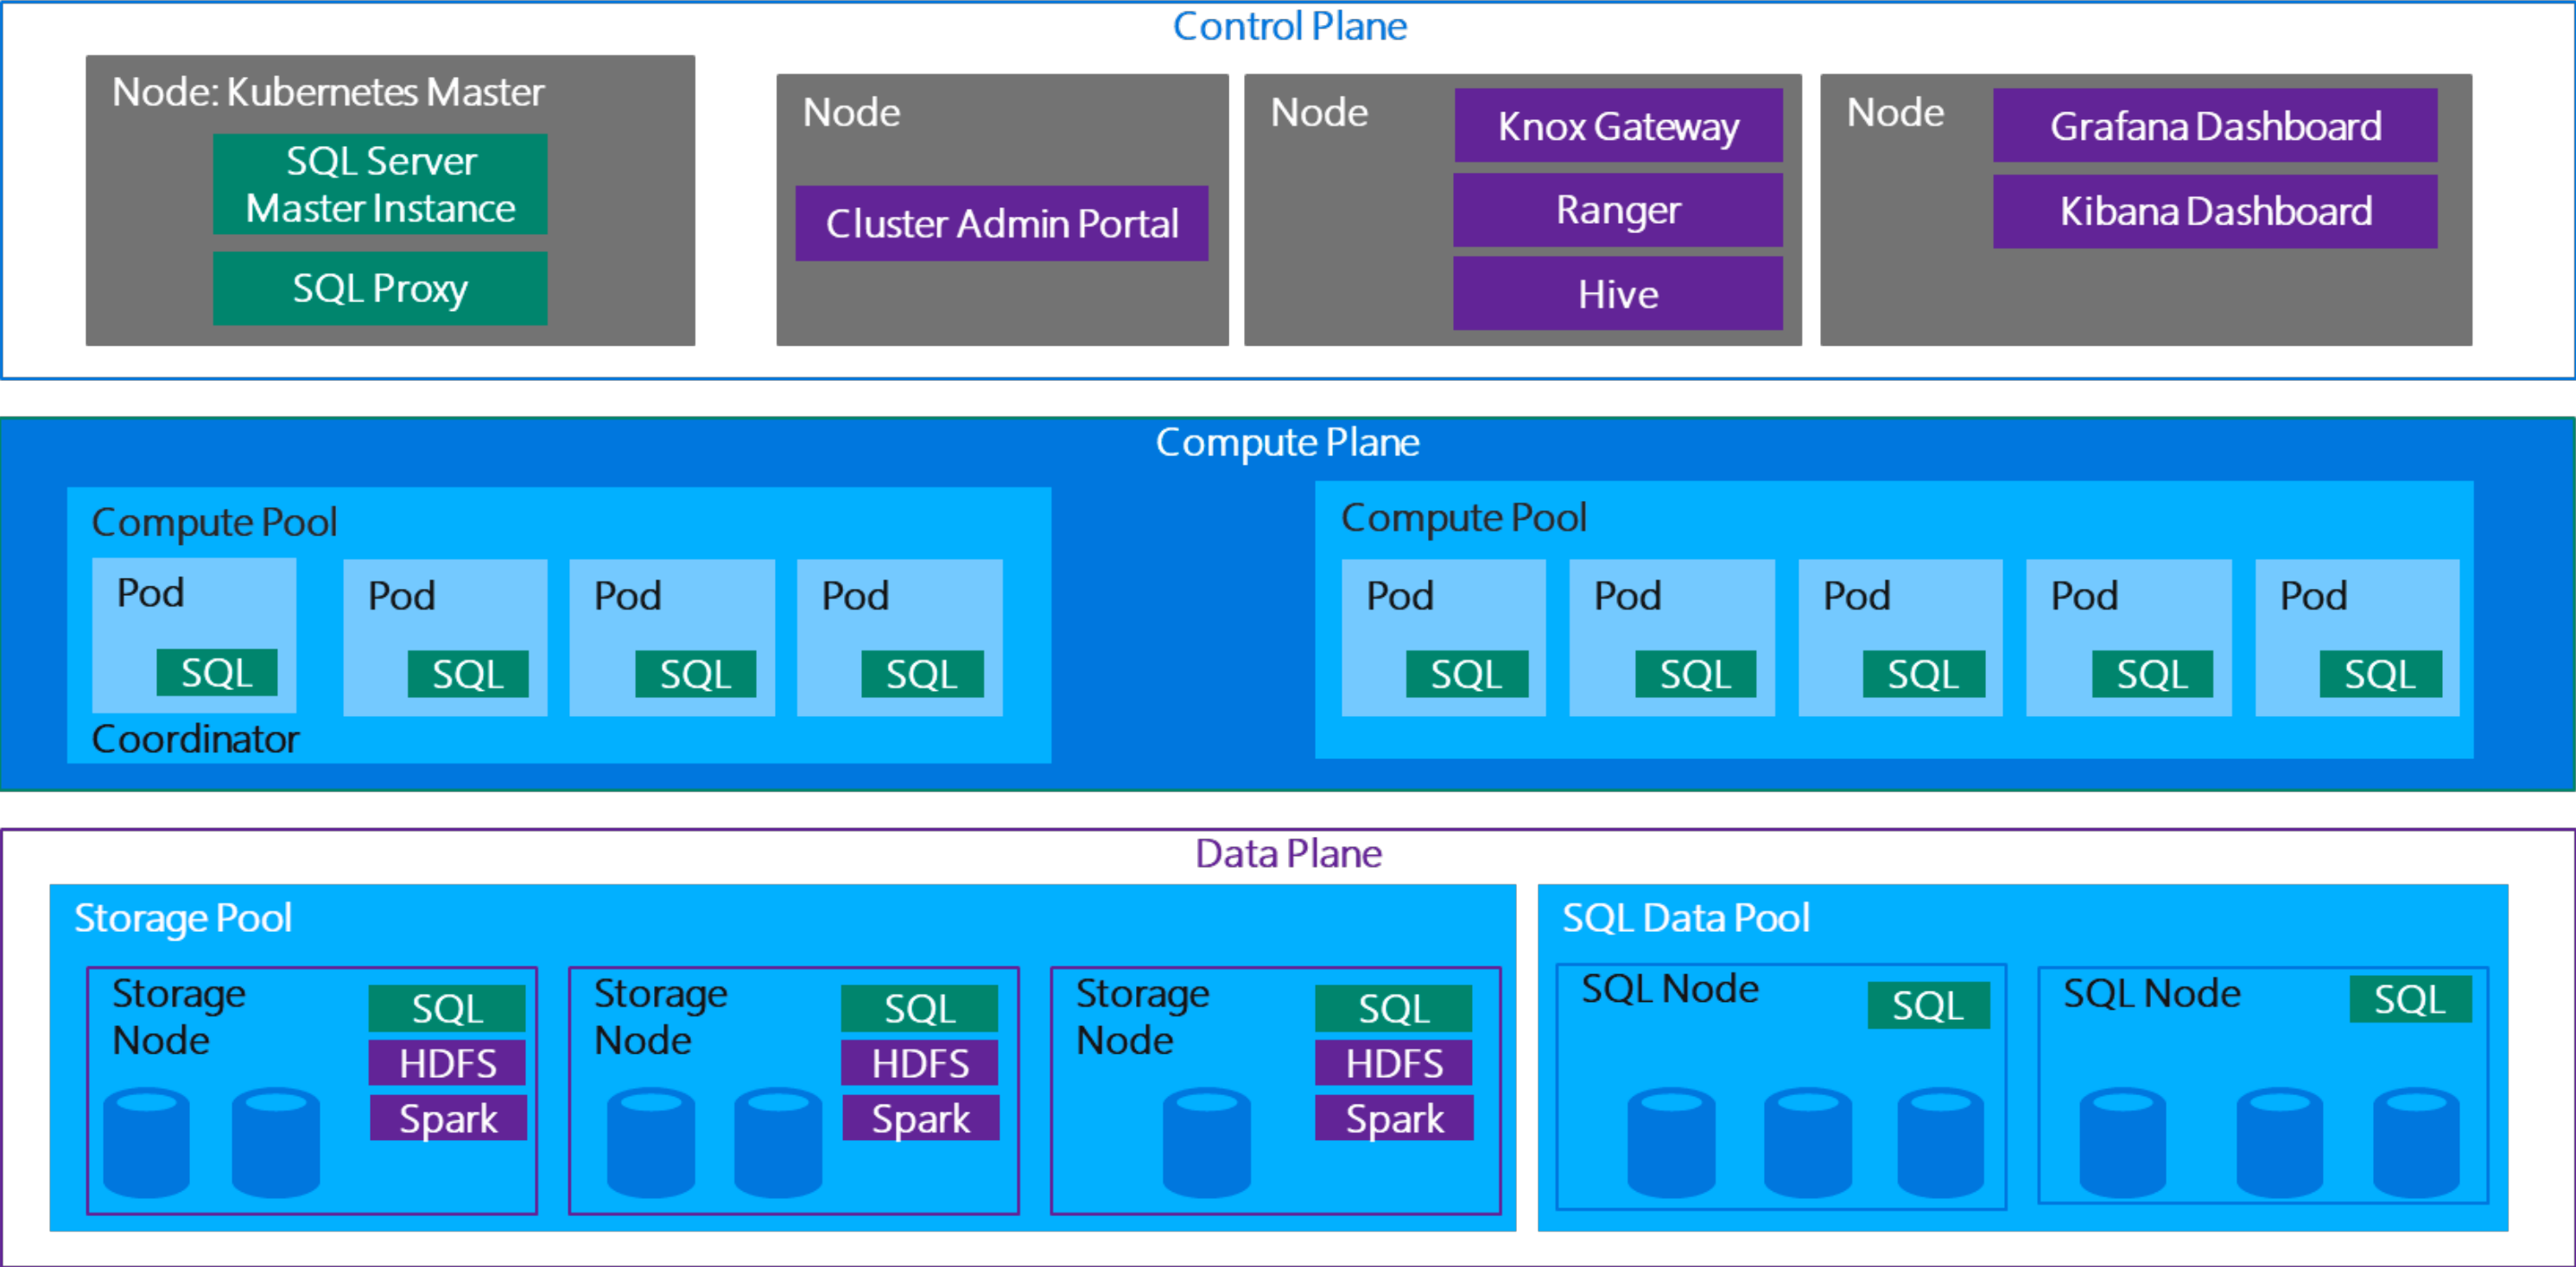 Control Plane
Node: Kubernetes Master
SQL Server
Master Instance
SQL Proxy
Node
Cluster Admin Portal
Node
Knox Gateway
Ranger
Hive
Node
Grafana Dashboard
Kibana Dashboard
Compute Plane
Compute Pool
Pod
SQL
Coordinator
Pod
SQL
Pod
SQL
Pod
SQL
Compute Pool
Pod
SQL
Pod
SQL
Pod
SQL
Pod
SQL
Pod
SQL
Data Plane
Storage Pool
Storage
Node
SQL
HDFS
Spark
Storage
Node
SQL
HDFS
Spark
Storage
Node
SQL
HDFS
Spark
SQL Data Pool
SQL Node
SQL
SQL Node
SQL